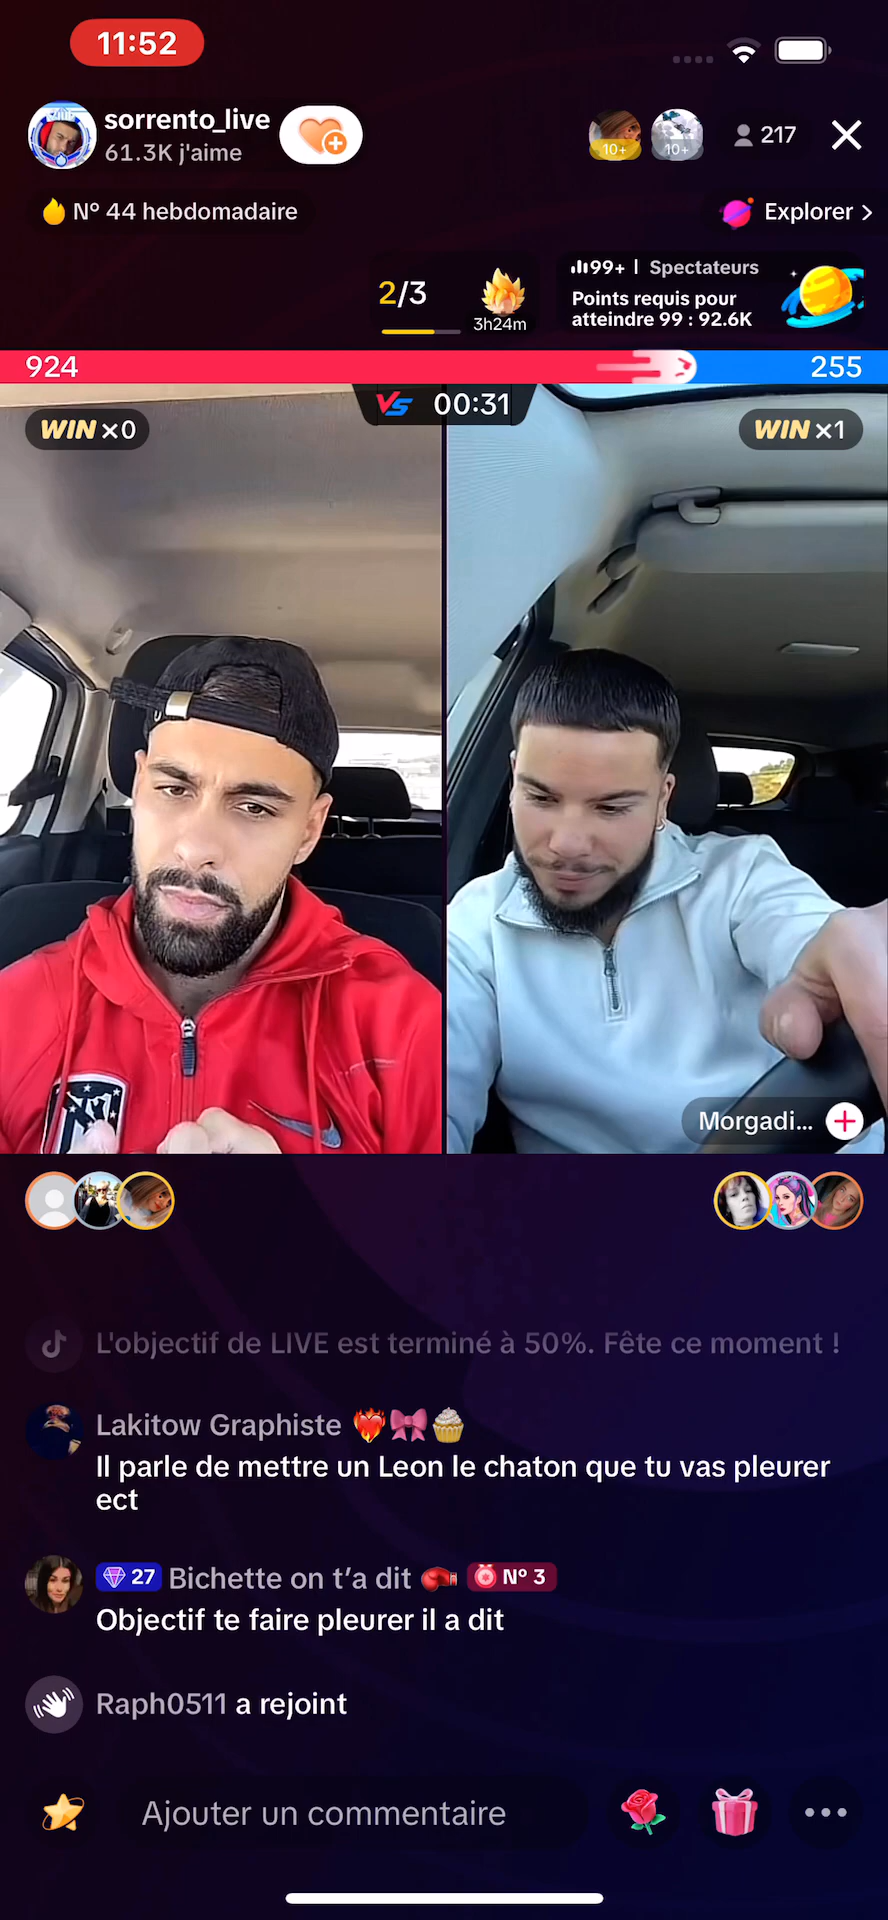 11:52
sorrento_live
61.3K j'aime
10+
10+
217
N° 44 hebdomadaire
Explorer >
2/3
3h24m
99+ | Spectateurs
Points requis pour
atteindre 99 : 92.6K
924
255
VS 00:31
WIN x0
WIN x1
Morgadi...
L'objectif de LIVE est terminé à 50%. Fête ce moment !
Lakitow Graphiste ❤️‍🔥🎀🧁
Il parle de mettre un Leon le chaton que tu vas pleurer
ect
27 Bichette on t’a dit 🥊 N° 3
Objectif te faire pleurer il a dit
Raph0511 a rejoint
Ajouter un commentaire